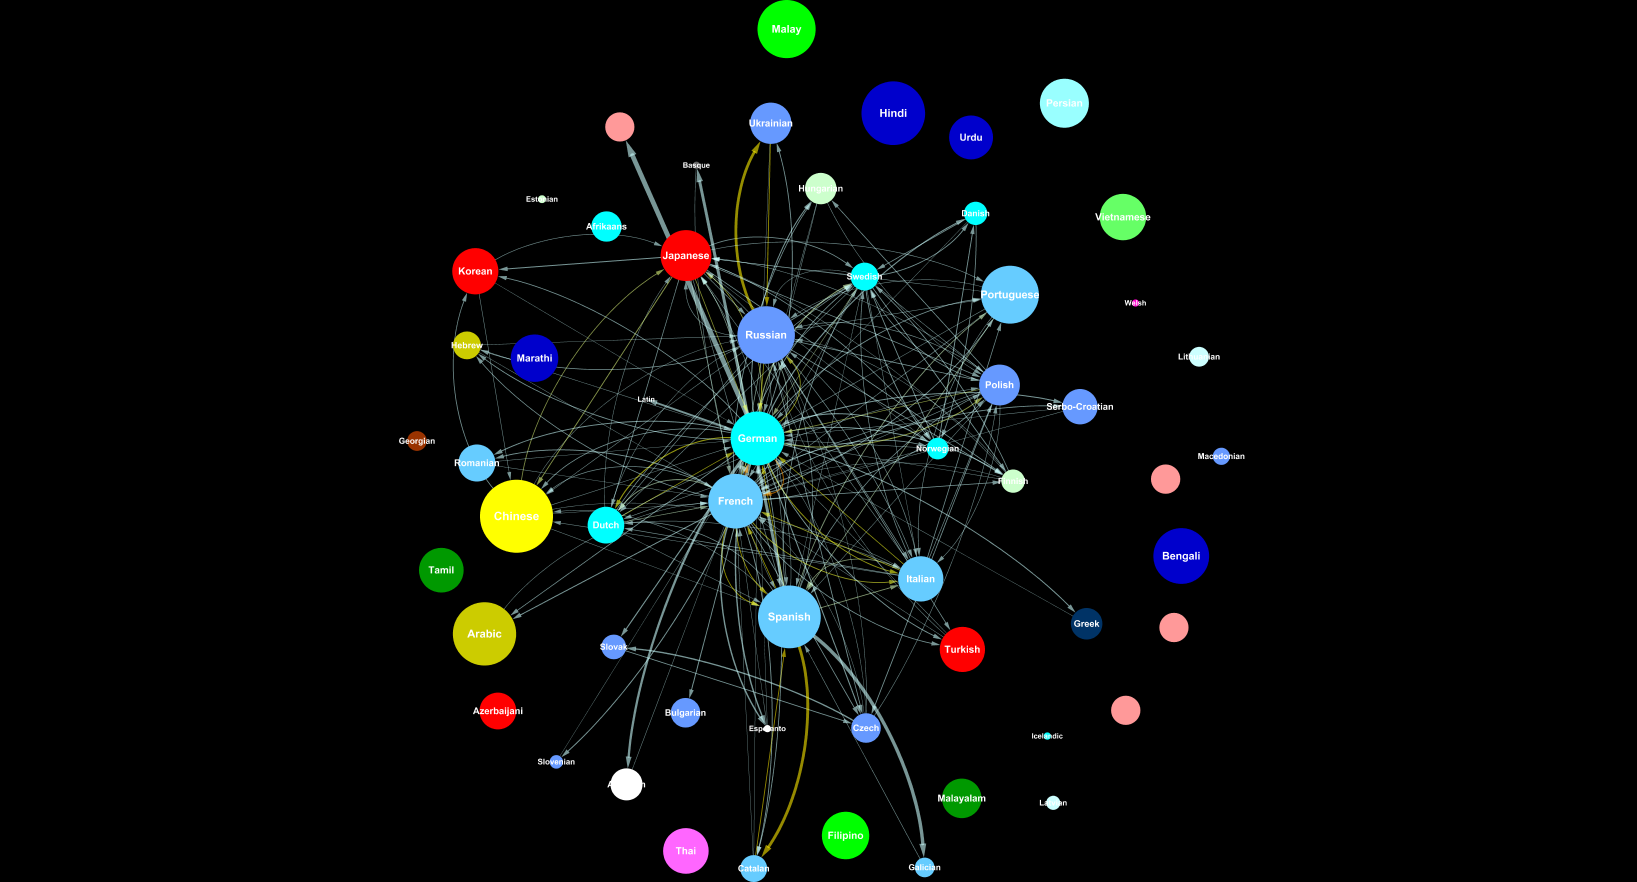 Malay
Persian
Hindi
Ukrainian
Urdu
Basque
Hungarian
Estonian
Danish
Vietnamese
Afrikaans
Japanese
Korean
Swedish
Portuguese
Welsh
Russian
Hebrew
Marathi
Lithuanian
Polish
Latin
Serbo-Croatian
German
Georgian
Norwegian
Macedonian
Romanian
Finnish
French
Chinese
Dutch
Bengali
Tamil
Italian
Spanish
Greek
Arabic
Slovak
Turkish
Azerbaijani
Bulgarian
Esperanto
Czech
Icelandic
Slovenian
Malayalam
Filipino
Thai
Galician
Catalan